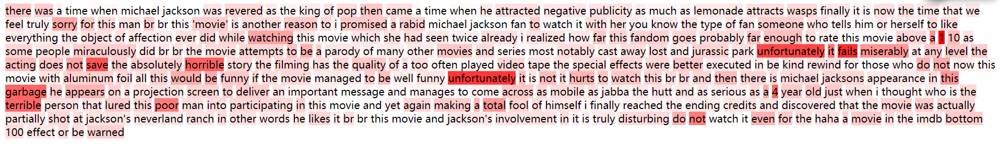 there was a time when michael jackson was revered as the king of pop then came a time when he attracted negative publicity as much as lemonade attracts wasps finally it is now the time that we
feel truly sorry for this man br br this 'movie' is another reason to i promised a rabid michael jackson fan to watch it with her you know the type of fan someone who tells him or herself to like
everything the object of affection ever did while watching this movie which she had seen twice already i realized how far this fandom goes probably far enough to rate this movie above a 1 10 as
some people miraculously did br br the movie attempts to be a parody of many other movies and series most notably cast away lost and jurassic park unfortunately it fails miserably at any level the
acting does not save the absolutely horrible story the filming has the quality of a too often played video tape the special effects were better executed in be kind rewind for those who do not now this
movie with aluminum foil all this would be funny if the movie managed to be well funny unfortunately it is not it hurts to watch this br br and then there is michael jacksons appearance in this
garbage he appears on a projection screen to deliver an important message and manages to come across as mobile as jabba the hutt and as serious as a 4 year old just when i thought who is the
terrible person that lured this poor man into participating in this movie and yet again making a total fool of himself i finally reached the ending credits and discovered that the movie was actually
partially shot at jackson's neverland ranch in other words he likes it br br this movie and jackson's involvement in it is truly disturbing do not watch it even for the haha a movie in the imdb bottom
100 effect or be warned